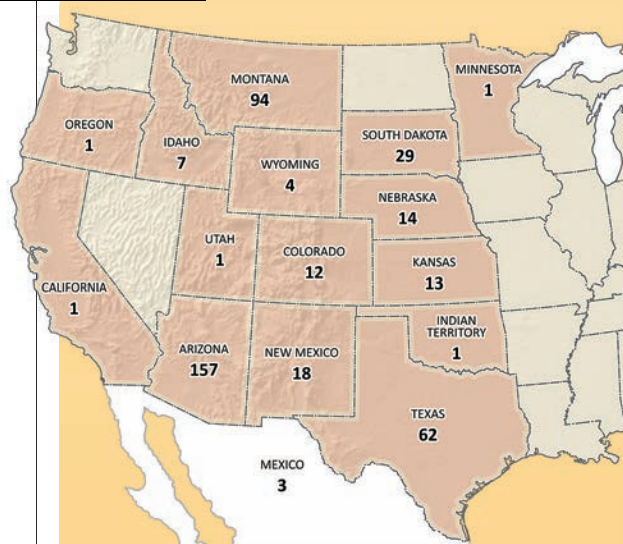 MONTANA
94
MINNESOTA
1
OREGON
1
IDAHO
7
SOUTH DAKOTA
29
WYOMING
4
NEBRASKA
14
UTAH
1
COLORADO
12
KANSAS
13
CALIFORNIA
1
INDIAN
TERRITORY
1
ARIZONA
157
NEW MEXICO
18
TEXAS
62
MEXICO
3